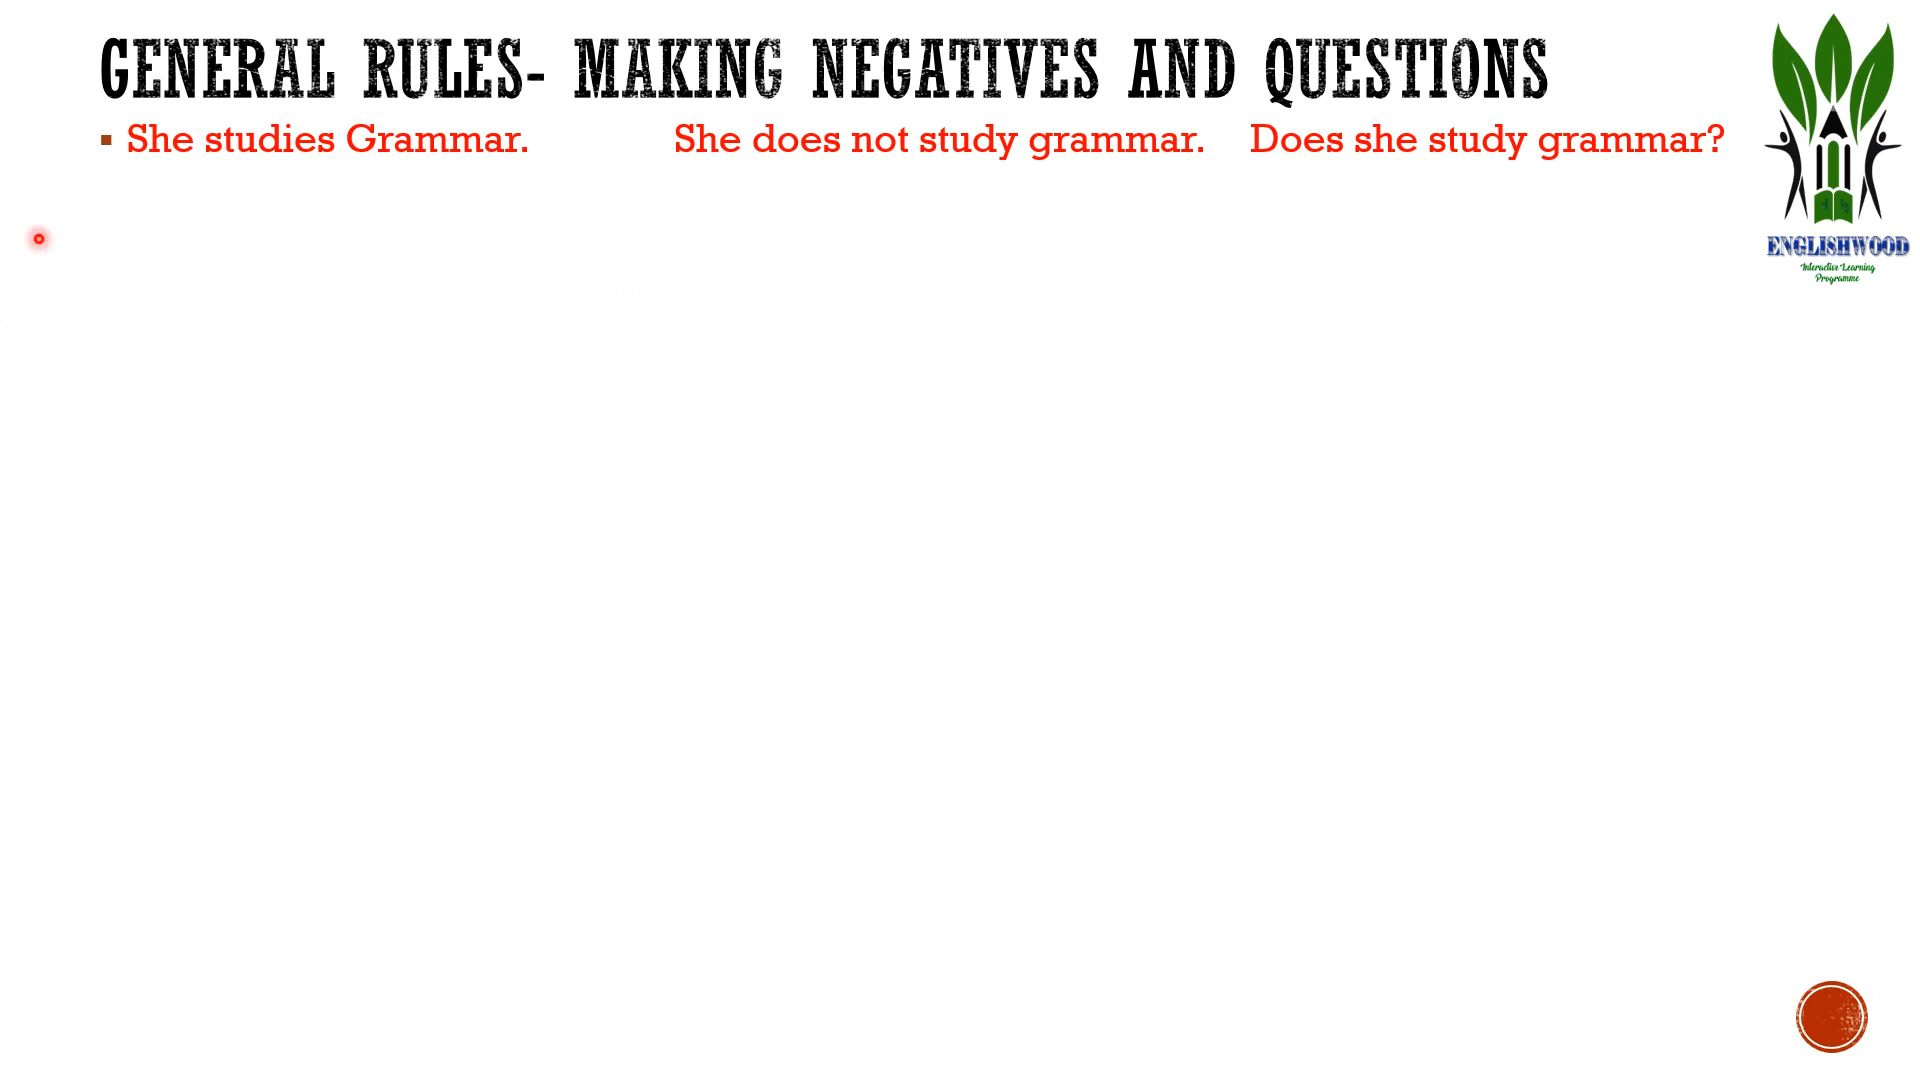 GENERAL RULES- MAKING NEGATIVES AND QUESTIONS
She studies Grammar. She does not study grammar. Does she study grammar?
ENGLISHWOOD
Interactive Learning
Programme